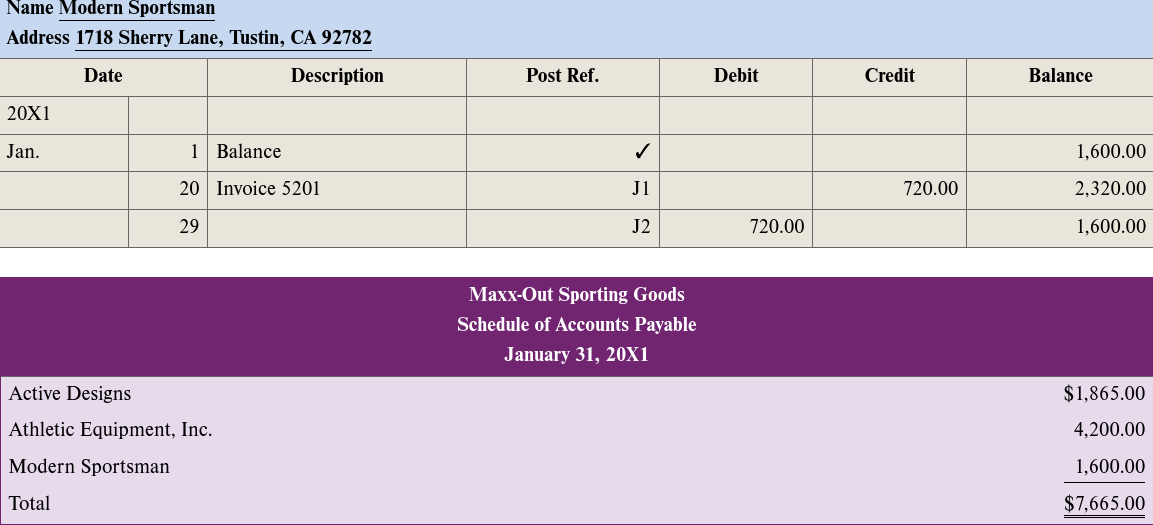 Name Modern Sportsman
Address 1718 Sherry Lane, Tustin, CA 92782
Date Description Post Ref. Debit Credit Balance
20X1
Jan. 1 Balance ✓ 1,600.00
20 Invoice 5201 J1 720.00 2,320.00
29 J2 720.00 1,600.00
Maxx-Out Sporting Goods
Schedule of Accounts Payable
January 31, 20X1
Active Designs $1,865.00
Athletic Equipment, Inc. 4,200.00
Modern Sportsman 1,600.00
Total $7,665.00